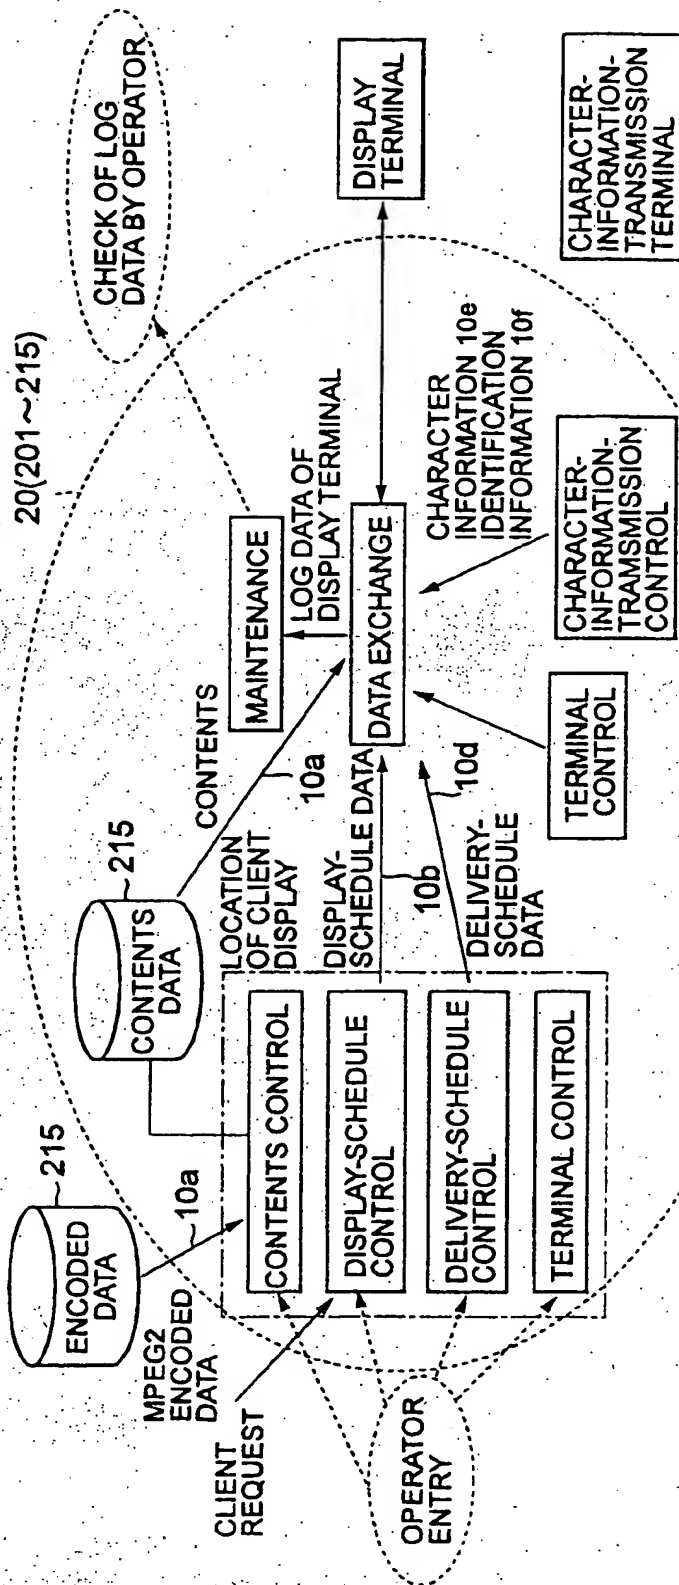 CHECK OF LOG
DATA BY OPERATOR
20(201~215)
DISPLAY
TERMINAL
CHARACTER-
INFORMATION-
TRANSMISSION
TERMINAL
MAINTENANCE
LOG DATA OF
DISPLAY TERMINAL
DATA EXCHANGE
CHARACTER
INFORMATION 10e
IDENTIFICATION
INFORMATION 10f
CHARACTER-
INFORMATION-
TRAMSMISSION
CONTROL
TERMINAL
CONTROL
CONTENTS
10a
215
CONTENTS
DATA
LOCATION
OF CLIENT
DISPLAY
DISPLAY-
SCHEDULE DATA
10b
10d
DELIVERY-
SCHEDULE
DATA
215
ENCODED
DATA
10a
MPEG2
ENCODED
DATA
CLIENT
REQUEST
CONTENTS CONTROL
DISPLAY-SCHEDULE
CONTROL
DELIVERY-SCHEDULE
CONTROL
TERMINAL CONTROL
OPERATOR
ENTRY